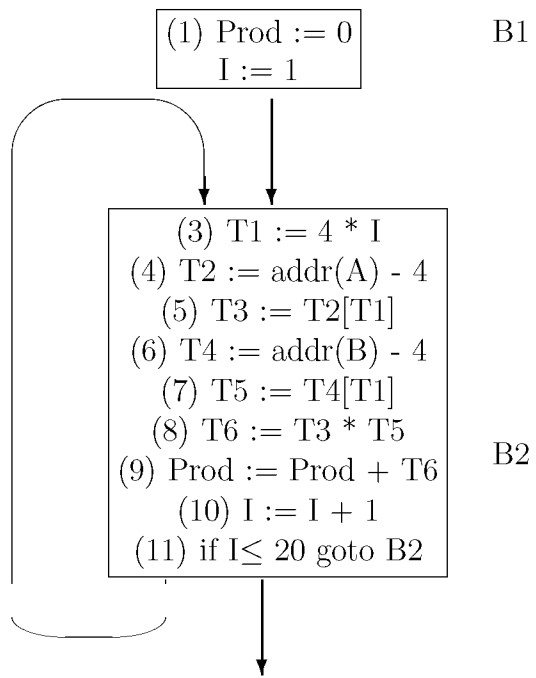 (1) Prod := 0
I := 1
B1
(3) T1 := 4 * I
(4) T2 := addr(A) - 4
(5) T3 := T2[T1]
(6) T4 := addr(B) - 4
(7) T5 := T4[T1]
(8) T6 := T3 * T5
(9) Prod := Prod + T6
(10) I := I + 1
(11) if I≤ 20 goto B2
B2